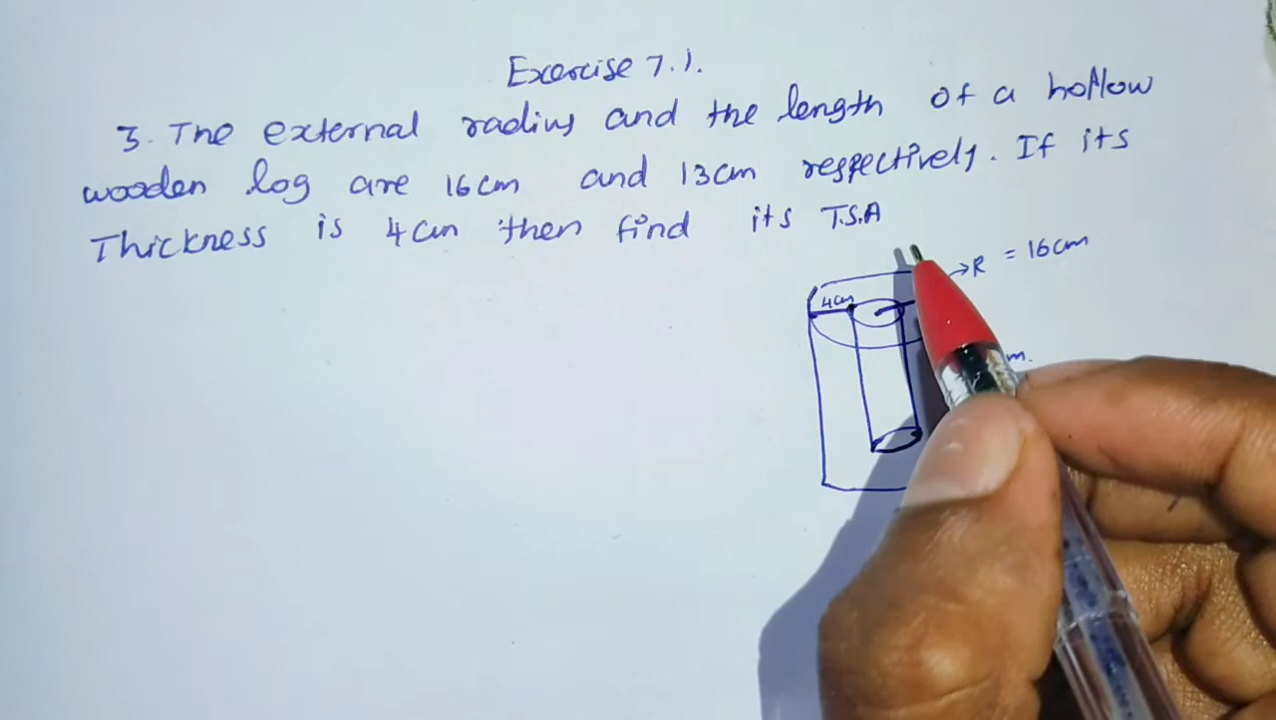 Exercise 7.1.
3. The external radius and the length of a hollow
wooden log are 16cm and 13cm respectively. If its
Thickness is 4cm then find its T.S.A
R = 16cm
4cm
m.